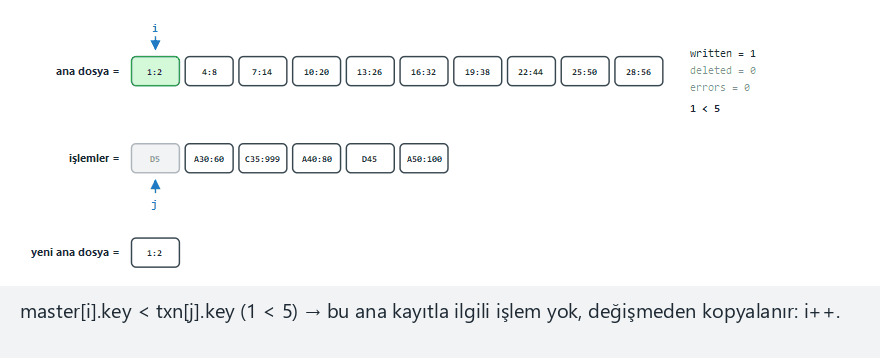 i
ana dosya = 1:2 4:8 7:14 10:20 13:26 16:32 19:38 22:44 25:50 28:56
written = 1
deleted = 0
errors = 0
1 < 5
işlemler = D5 A30:60 C35:999 A40:80 D45 A50:100
j
yeni ana dosya = 1:2
master[i].key < txn[j].key (1 < 5) → bu ana kayıtla ilgili işlem yok, değişmeden kopyalanır: i++.